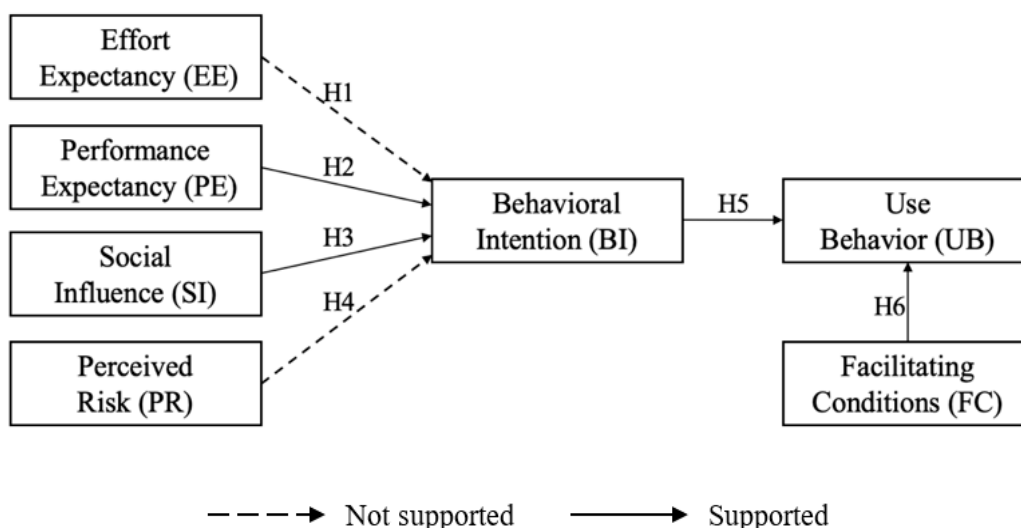 Effort
Expectancy (EE)
H1
Performance
Expectancy (PE)
H2
Social
Influence (SI)
H3
Perceived
Risk (PR)
H4
Behavioral
Intention (BI)
H5
Use
Behavior (UB)
H6
Facilitating
Conditions (FC)
Not supported
Supported